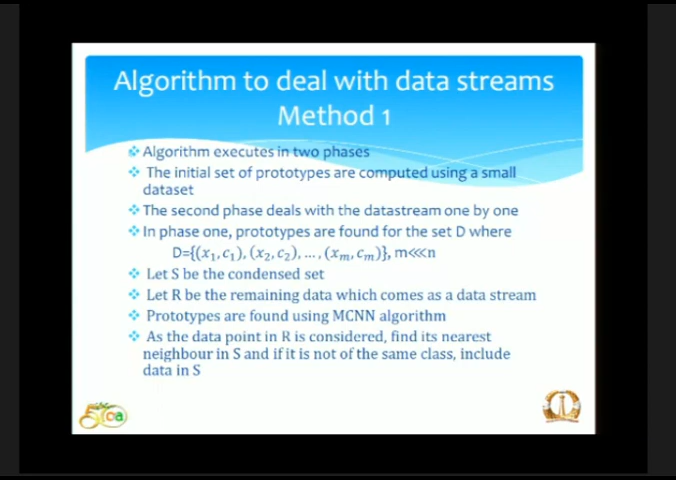 Algorithm to deal with data streams
Method 1
Algorithm executes in two phases
The initial set of prototypes are computed using a small
dataset
The second phase deals with the datastream one by one
In phase one, prototypes are found for the set D where
D={(x₁,c₁), (x₂,c₂), ..., (xₘ,cₘ)}, m<<<n
Let S be the condensed set
Let R be the remaining data which comes as a data stream
Prototypes are found using MCNN algorithm
As the data point in R is considered, find its nearest
neighbour in S and if it is not of the same class, include
data in S